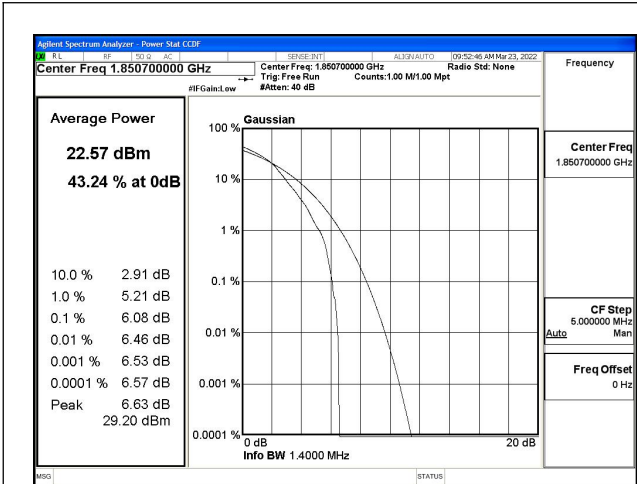 Agilent Spectrum Analyzer - Power Stat CCDF
RL RF 50 Ω AC SENSE:INT ALIGNAUTO 09:52:46 AM Mar 23, 2022
Center Freq 1.850700000 GHz
Center Freq: 1.850700000 GHz Radio Std: None
Trig: Free Run Counts:1.00 M/1.00 Mpt
#IFGain:Low #Atten: 40 dB
Frequency
Average Power
22.57 dBm
43.24 % at 0dB
10.0 % 2.91 dB
1.0 % 5.21 dB
0.1 % 6.08 dB
0.01 % 6.46 dB
0.001 % 6.53 dB
0.0001 % 6.57 dB
Peak 6.63 dB
29.20 dBm
Gaussian
100 %
10 %
1 %
0.1 %
0.01 %
0.001 %
0.0001 %
0 dB 20 dB
Info BW 1.4000 MHz
Center Freq
1.850700000 GHz
CF Step
5.000000 MHz
Auto Man
Freq Offset
0 Hz
MSG STATUS